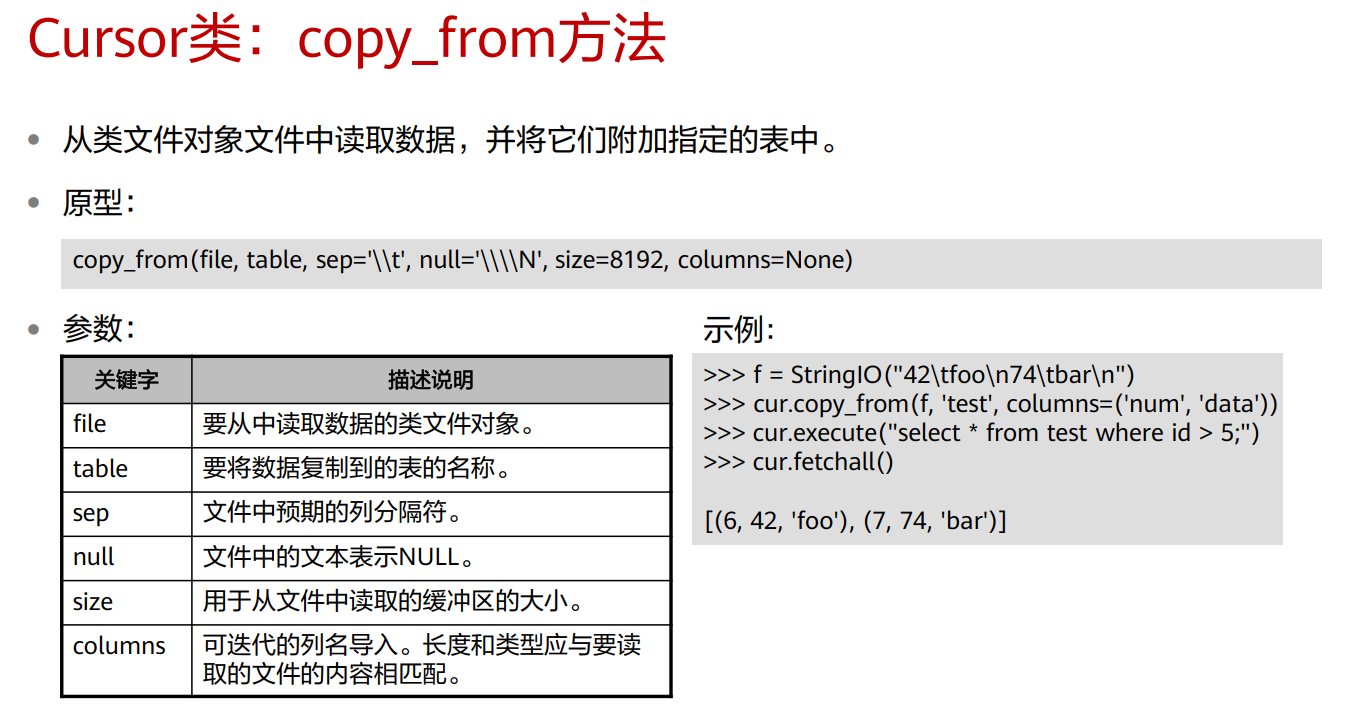 Cursor类：copy_from方法
从类文件对象文件中读取数据，并将它们附加指定的表中。
原型：
copy_from(file, table, sep='\\t', null='\\\\N', size=8192, columns=None)
参数：
关键字 描述说明
file 要从中读取数据的类文件对象。
table 要将数据复制到的表的名称。
sep 文件中预期的列分隔符。
null 文件中的文本表示NULL。
size 用于从文件中读取的缓冲区的大小。
columns 可迭代的列名导入。长度和类型应与要读
取的文件的内容相匹配。
示例：
>>> f = StringIO("42\tfoo\n74\tbar\n")
>>> cur.copy_from(f, 'test', columns=('num', 'data'))
>>> cur.execute("select * from test where id > 5;")
>>> cur.fetchall()
[(6, 42, 'foo'), (7, 74, 'bar')]